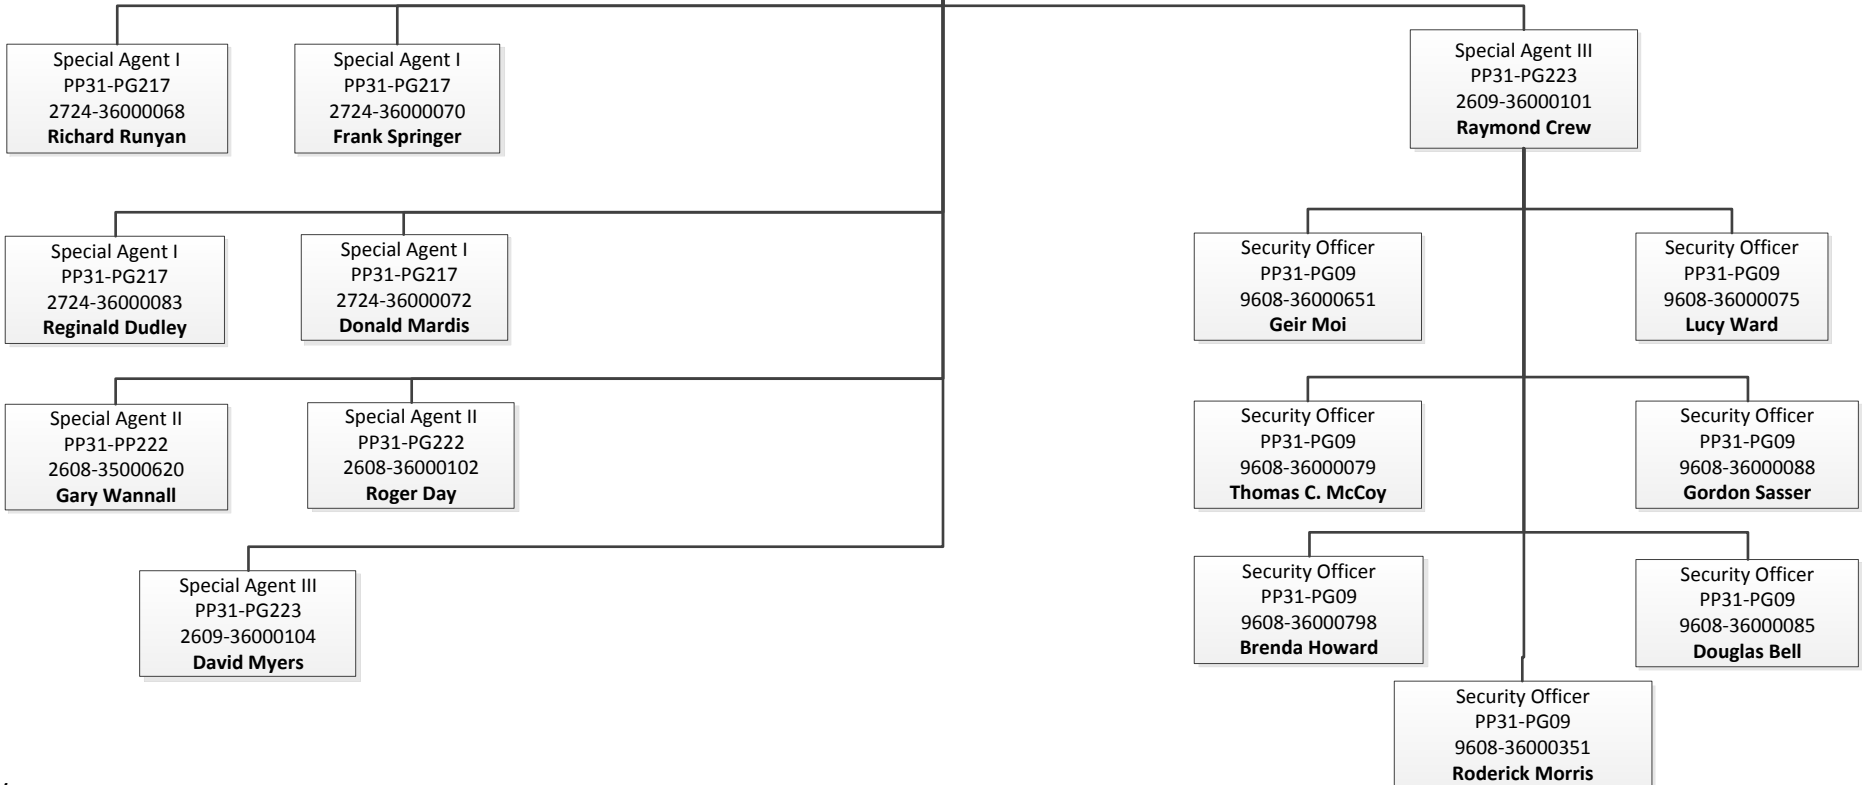 Special Agent I
PP31-PG217
2724-36000068
Richard Runyan
Special Agent I
PP31-PG217
2724-36000070
Frank Springer
Special Agent III
PP31-PG223
2609-36000101
Raymond Crew
Special Agent I
PP31-PG217
2724-36000083
Reginald Dudley
Special Agent I
PP31-PG217
2724-36000072
Donald Mardis
Security Officer
PP31-PG09
9608-36000651
Geir Moi
Security Officer
PP31-PG09
9608-36000075
Lucy Ward
Special Agent II
PP31-PP222
2608-35000620
Gary Wannall
Special Agent II
PP31-PG222
2608-36000102
Roger Day
Security Officer
PP31-PG09
9608-36000079
Thomas C. McCoy
Security Officer
PP31-PG09
9608-36000088
Gordon Sasser
Special Agent III
PP31-PG223
2609-36000104
David Myers
Security Officer
PP31-PG09
9608-36000798
Brenda Howard
Security Officer
PP31-PG09
9608-36000085
Douglas Bell
Security Officer
PP31-PG09
9608-36000351
Roderick Morris